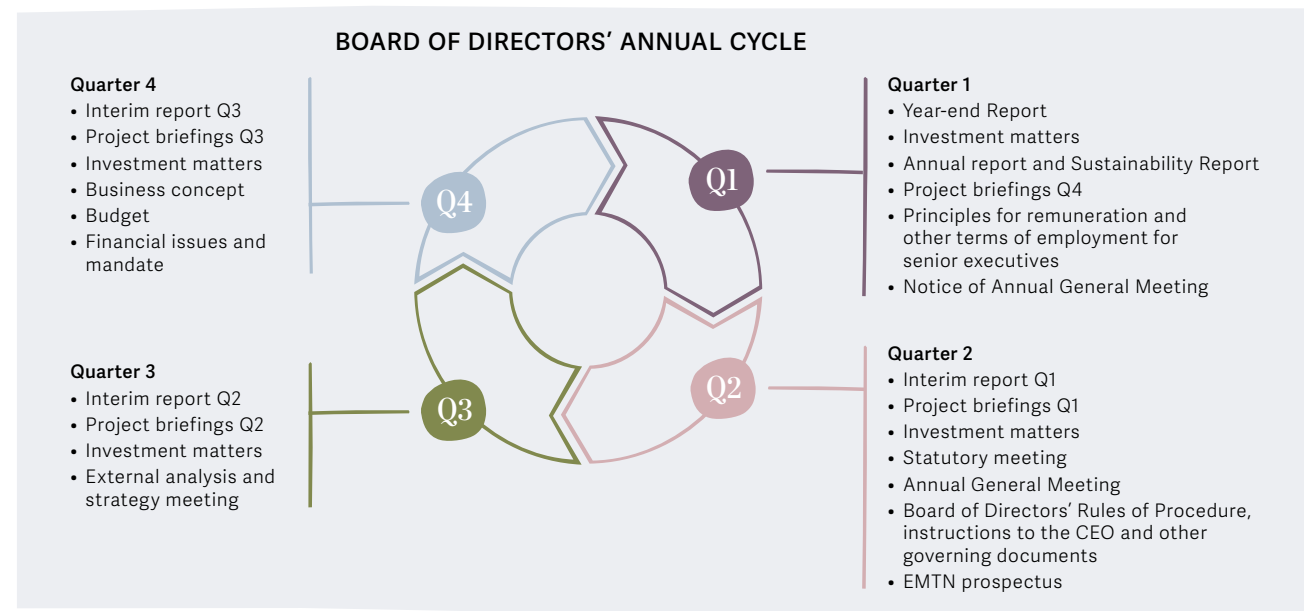 BOARD OF DIRECTORS’ ANNUAL CYCLE
Quarter 4
• Interim report Q3
• Project briefings Q3
• Investment matters
• Business concept
• Budget
• Financial issues and
mandate
Quarter 1
• Year-end Report
• Investment matters
• Annual report and Sustainability Report
• Project briefings Q4
• Principles for remuneration and
other terms of employment for
senior executives
• Notice of Annual General Meeting
Q4
Q1
Q3
Q2
Quarter 3
• Interim report Q2
• Project briefings Q2
• Investment matters
• External analysis and
strategy meeting
Quarter 2
• Interim report Q1
• Project briefings Q1
• Investment matters
• Statutory meeting
• Annual General Meeting
• Board of Directors’ Rules of Procedure,
instructions to the CEO and other
governing documents
• EMTN prospectus